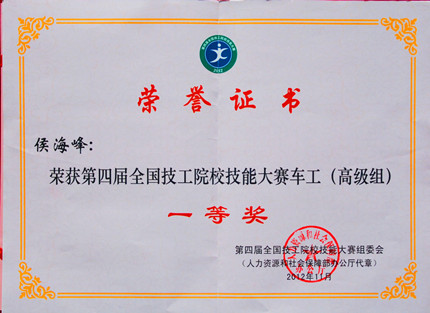 荣誉证书
侯海峰:
荣获第四届全国技工院校技能大赛车工（高级组）
一等奖
第四届全国技工院校技能大赛组委会
（人力资源和社会保障部办公厅代章）
2012年11月